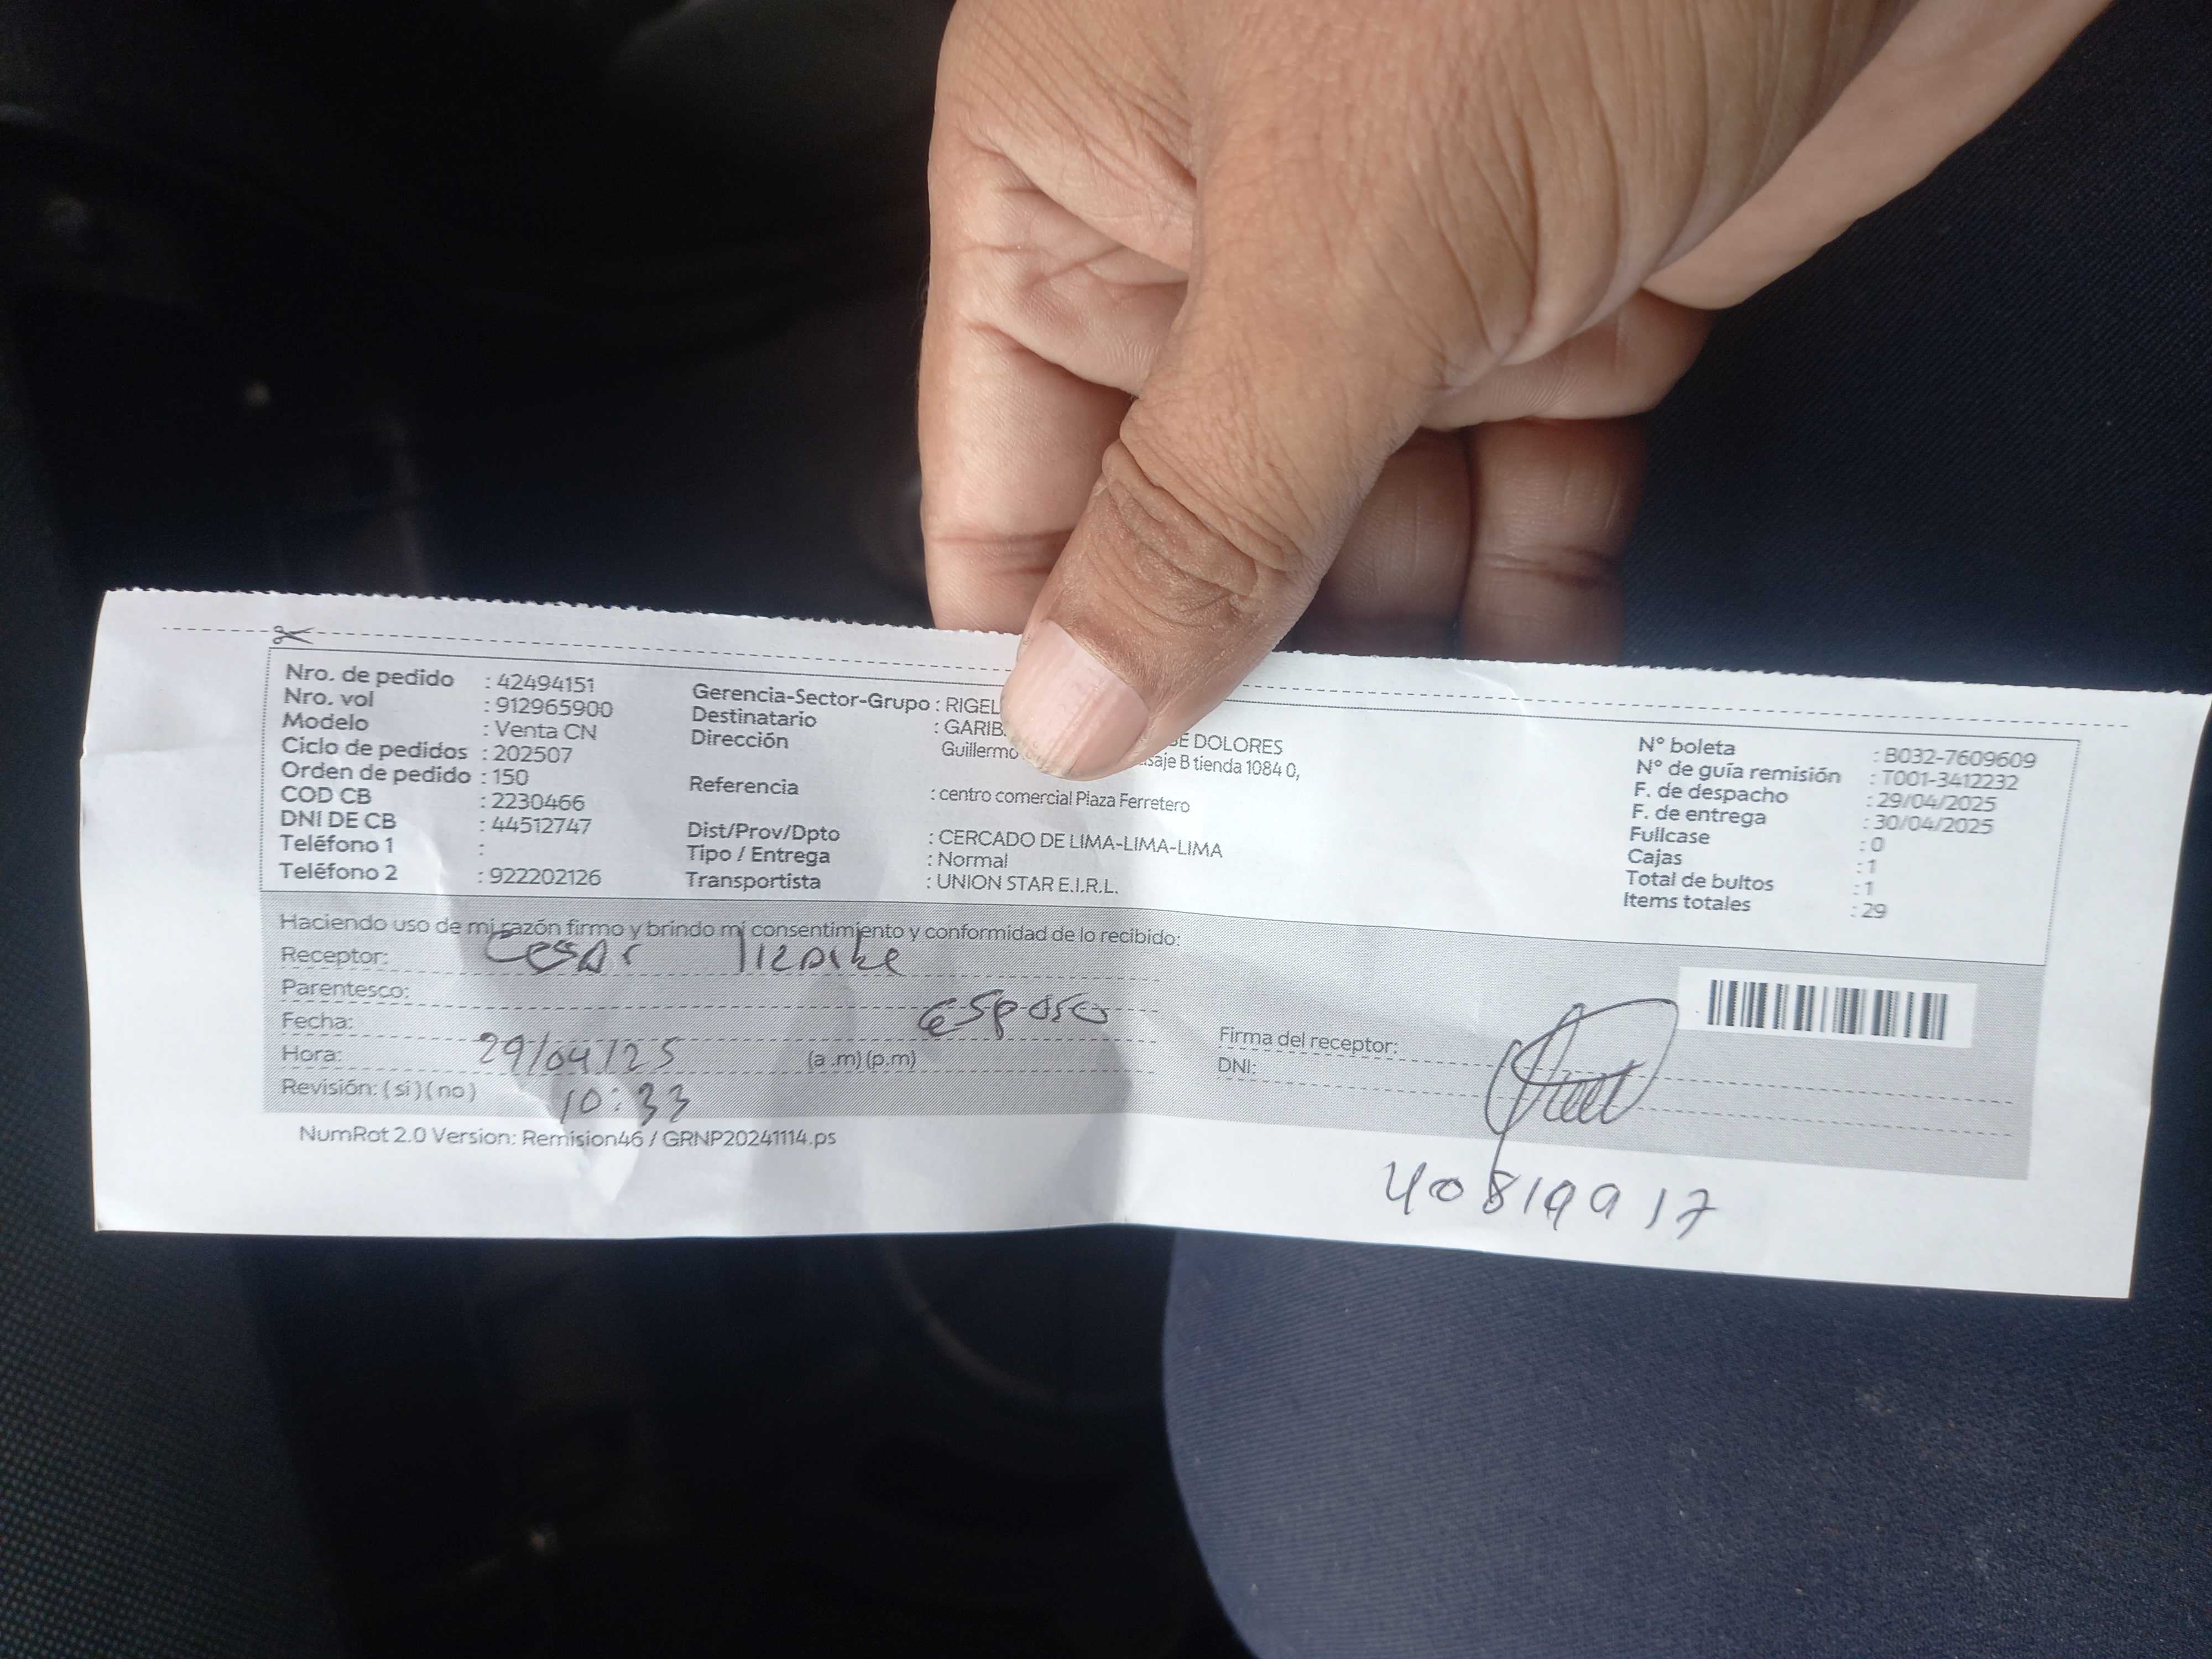 Nro. de pedido : 42494151
Nro. vol : 912965900
Modelo : Venta CN
Ciclo de pedidos : 202507
Orden de pedido : 150
COD CB : 2230466
DNI DE CB : 44512747
Teléfono 1 :
Teléfono 2 : 922202126
Gerencia-Sector-Grupo : RIGEL
Destinatario : GARIB DOLORES
Dirección Guillermo B tienda 1084 0,
Referencia : centro comercial Plaza Ferretero
Dist/Prov/Dpto : CERCADO DE LIMA-LIMA-LIMA
Tipo / Entrega : Normal
Transportista : UNION STAR E.I.R.L.
N° boleta : B032-7609609
N° de guía remisión : T001-3412232
F. de despacho : 29/04/2025
F. de entrega : 30/04/2025
Fullcase : 0
Cajas : 1
Total de bultos : 1
Items totales : 29
Haciendo uso de mi razón firmo y brindo mi consentimiento y conformidad de lo recibido:
Receptor: Cesar
Parentesco: esposo
Fecha: 29/04/25
Hora: 10:33 (a .m) (p.m)
Revisión: ( si ) ( no )
Firma del receptor:
DNI: 40819917
NumRot 2.0 Version: Remision46 / GRNP20241114.ps